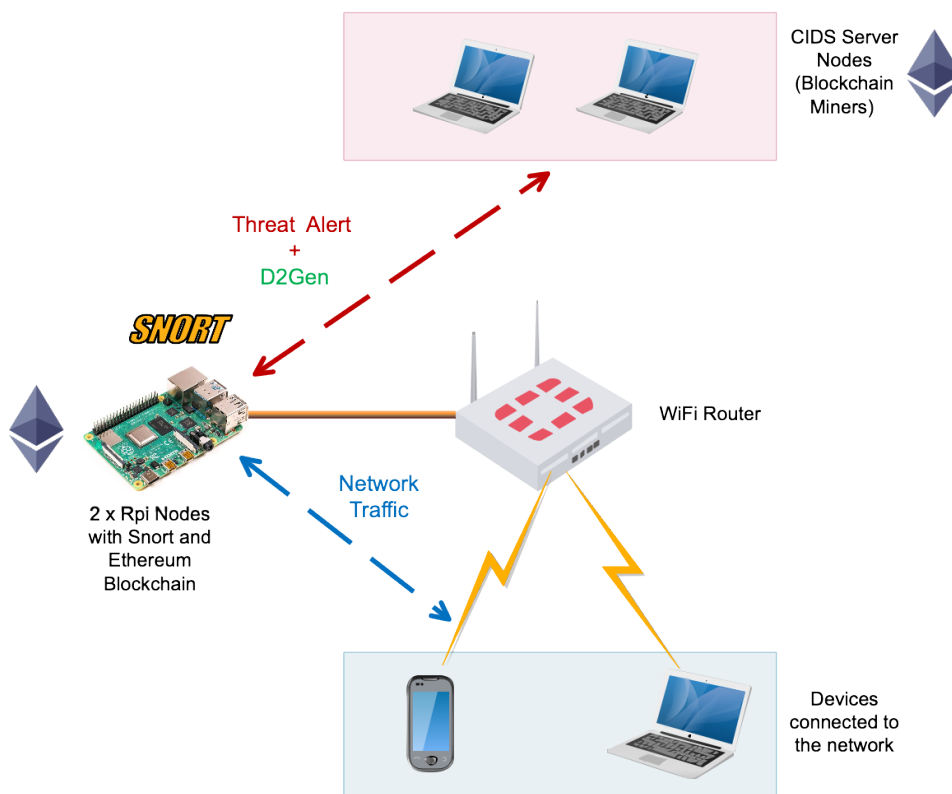 CIDS Server
Nodes
(Blockchain
Miners)
Threat Alert
+
D2Gen
SNORT
WiFi Router
Network
Traffic
2 x Rpi Nodes
with Snort and
Ethereum
Blockchain
Devices
connected to
the network